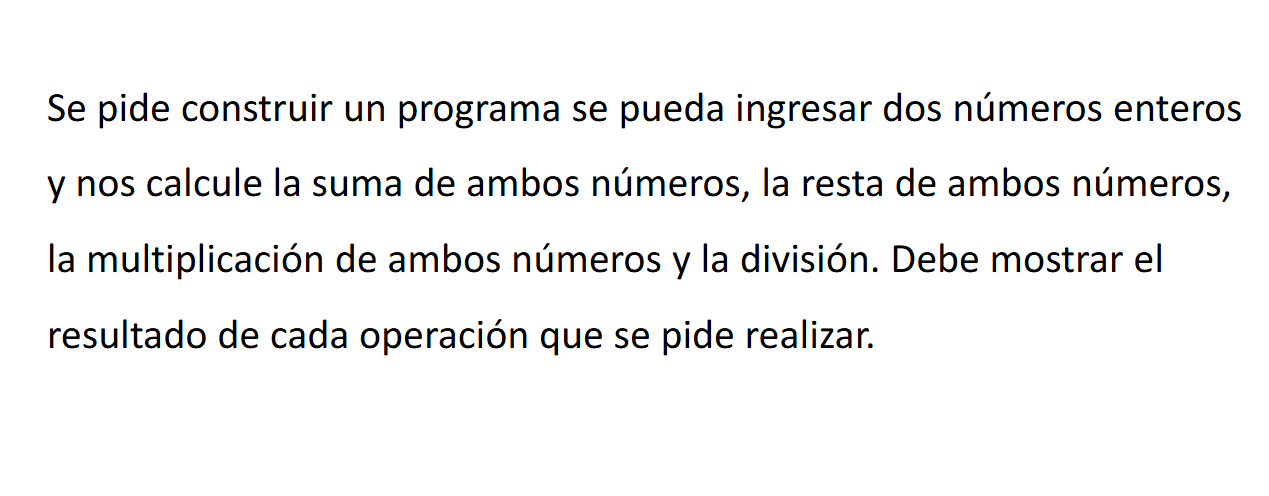 Se pide construir un programa se pueda ingresar dos números enteros
y nos calcule la suma de ambos números, la resta de ambos números,
la multiplicación de ambos números y la división. Debe mostrar el
resultado de cada operación que se pide realizar.